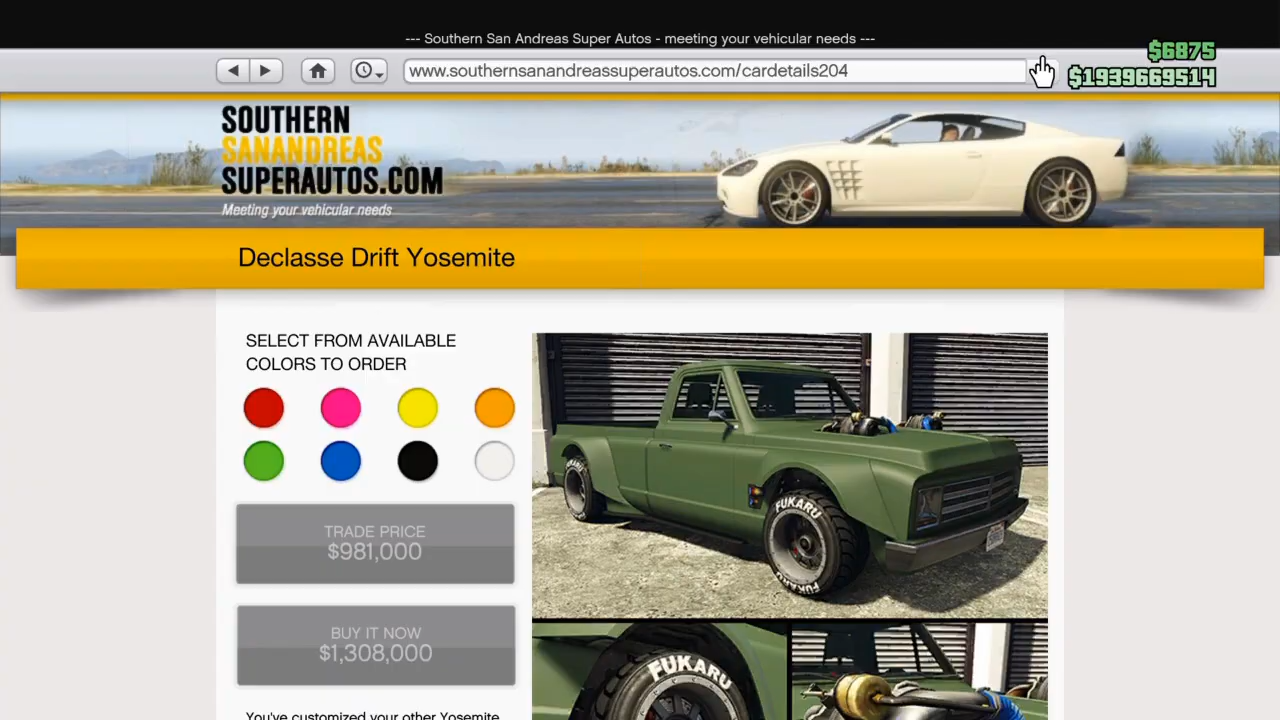 --- Southern San Andreas Super Autos - meeting your vehicular needs ---
$6875
www.southernsanandreassuperautos.com/cardetails204
$1939669514
SOUTHERN
SANANDREAS
SUPERAUTOS.COM
Meeting your vehicular needs
Declasse Drift Yosemite
SELECT FROM AVAILABLE
COLORS TO ORDER
TRADE PRICE
$981,000
BUY IT NOW
$1,308,000
You've customized your other Yosemite
FUKARU
FUKARU
FUKARU